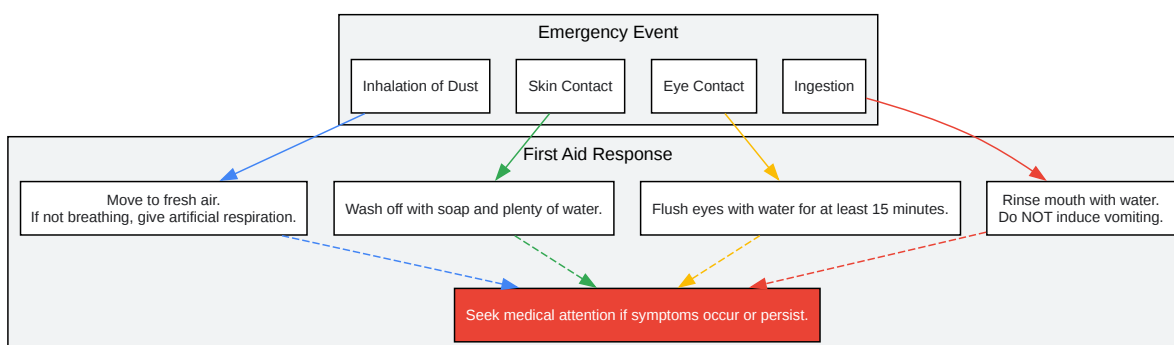 Emergency Event
Inhalation of Dust
Skin Contact
Eye Contact
Ingestion
First Aid Response
Move to fresh air.
If not breathing, give artificial respiration.
Wash off with soap and plenty of water.
Flush eyes with water for at least 15 minutes.
Rinse mouth with water.
Do NOT induce vomiting.
Seek medical attention if symptoms occur or persist.